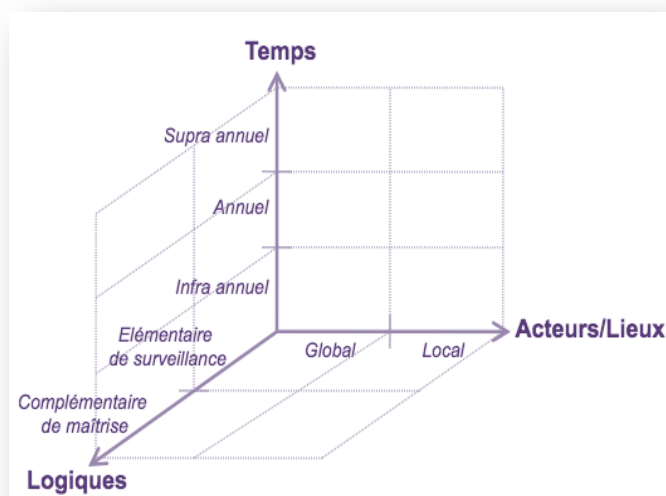 Temps
Supra annuel
Annuel
Infra annuel
Elémentaire
de surveillance
Global
Local
Acteurs/Lieux
Complémentaire
de maîtrise
Logiques